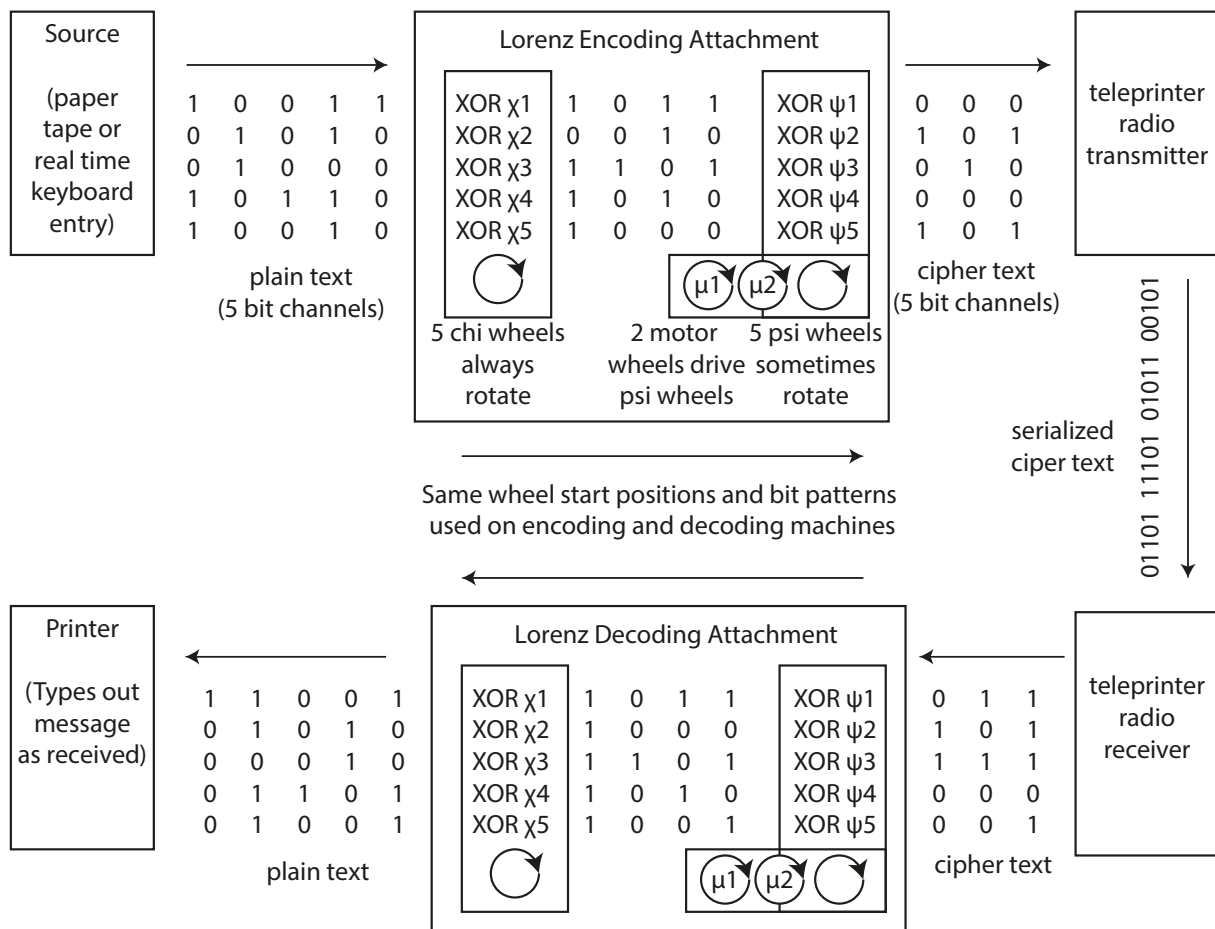 Source
(paper
tape or
real time
keyboard
entry)
1 0 0 1 1
0 1 0 1 0
0 1 0 0 0
1 0 1 1 0
1 0 0 1 0
plain text
(5 bit channels)
Lorenz Encoding Attachment
XOR χ1
XOR χ2
XOR χ3
XOR χ4
XOR χ5
1 0 1 1
0 0 1 0
1 1 0 1
1 0 1 0
1 0 0 0
XOR ψ1
XOR ψ2
XOR ψ3
XOR ψ4
XOR ψ5
μ1 μ2
5 chi wheels
always
rotate
2 motor
wheels drive
psi wheels
5 psi wheels
sometimes
rotate
0 0 0
1 0 1
0 1 0
0 0 0
1 0 1
cipher text
(5 bit channels)
teleprinter
radio
transmitter
serialized
ciper text
01101 11101 01011 00101
Same wheel start positions and bit patterns
used on encoding and decoding machines
Printer
(Types out
message
as received)
1 1 0 0 1
0 1 0 1 0
0 0 0 1 0
0 1 1 0 1
0 1 0 0 1
plain text
Lorenz Decoding Attachment
XOR χ1
XOR χ2
XOR χ3
XOR χ4
XOR χ5
1 0 1 1
1 0 0 0
1 1 0 1
1 0 1 0
1 0 0 1
XOR ψ1
XOR ψ2
XOR ψ3
XOR ψ4
XOR ψ5
μ1 μ2
0 1 1
1 0 1
1 1 1
0 0 0
0 0 1
cipher text
teleprinter
radio
receiver